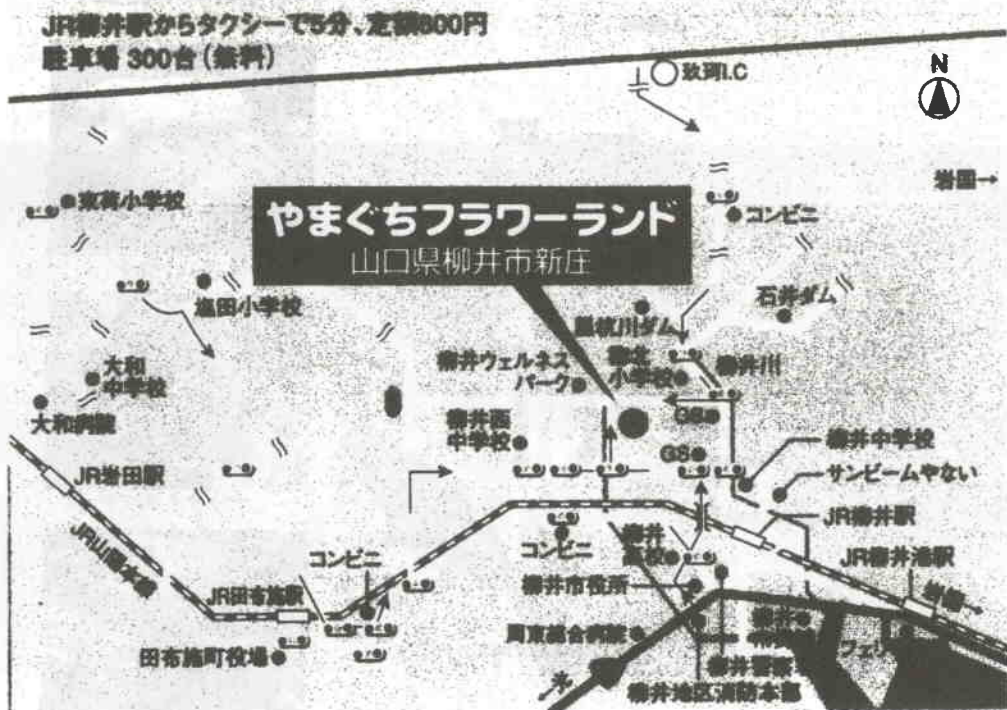 JR柳井駅からタクシーで5分、定額800円
駐車場 300台(無料)
玖珂I.C
N
岩国→
東荷小学校
コンビニ
やまぐちフラワーランド
山口県柳井市新庄
塩田小学校
石井ダム
黒杭川ダム
大和
中学校
柳井ウェルネス
パーク
柳北
小学校
柳井川
大和病院
GS
柳井西
中学校
柳井中学校
GS
JR岩田駅
サンビームやない
JR柳井駅
コンビニ
柳井
高校
JR柳井港駅
JR山陽本線
コンビニ
JR田布施駅
柳井市役所
周東総合病院
柳井
田布施町役場
フェリー
柳井警察
柳井地区消防本部